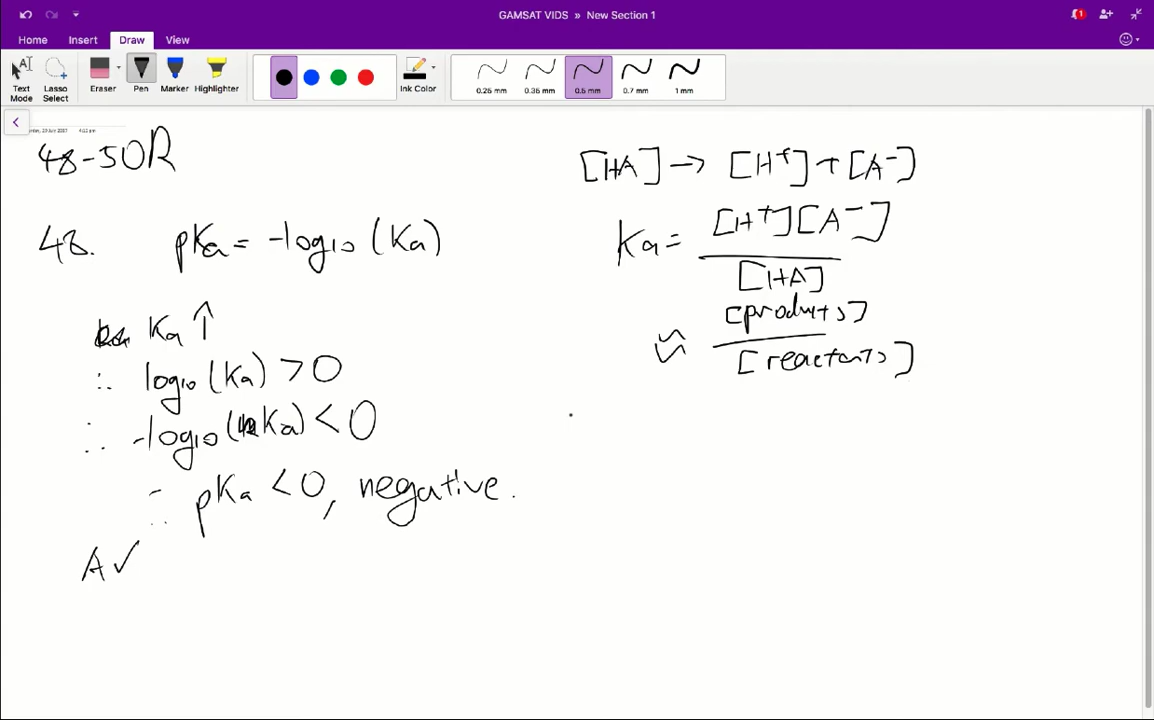 GAMSAT VIDS » New Section 1
1
Home Insert Draw View
Text Mode
Lasso Select
Eraser
Pen
Marker
Highlighter
Ink Color
0.25 mm 0.35 mm 0.5 mm 0.7 mm 1 mm
48-50R
48. pKa = -log10 (Ka)
Ka ↑
∴ log10 (Ka) > 0
∴ -log10 (Ka) < 0
∴ pKa < 0, negative.
A ✓
[HA] → [H+] + [A-]
Ka = [H+][A-]
[HA]
≈ [products]
[reactants]